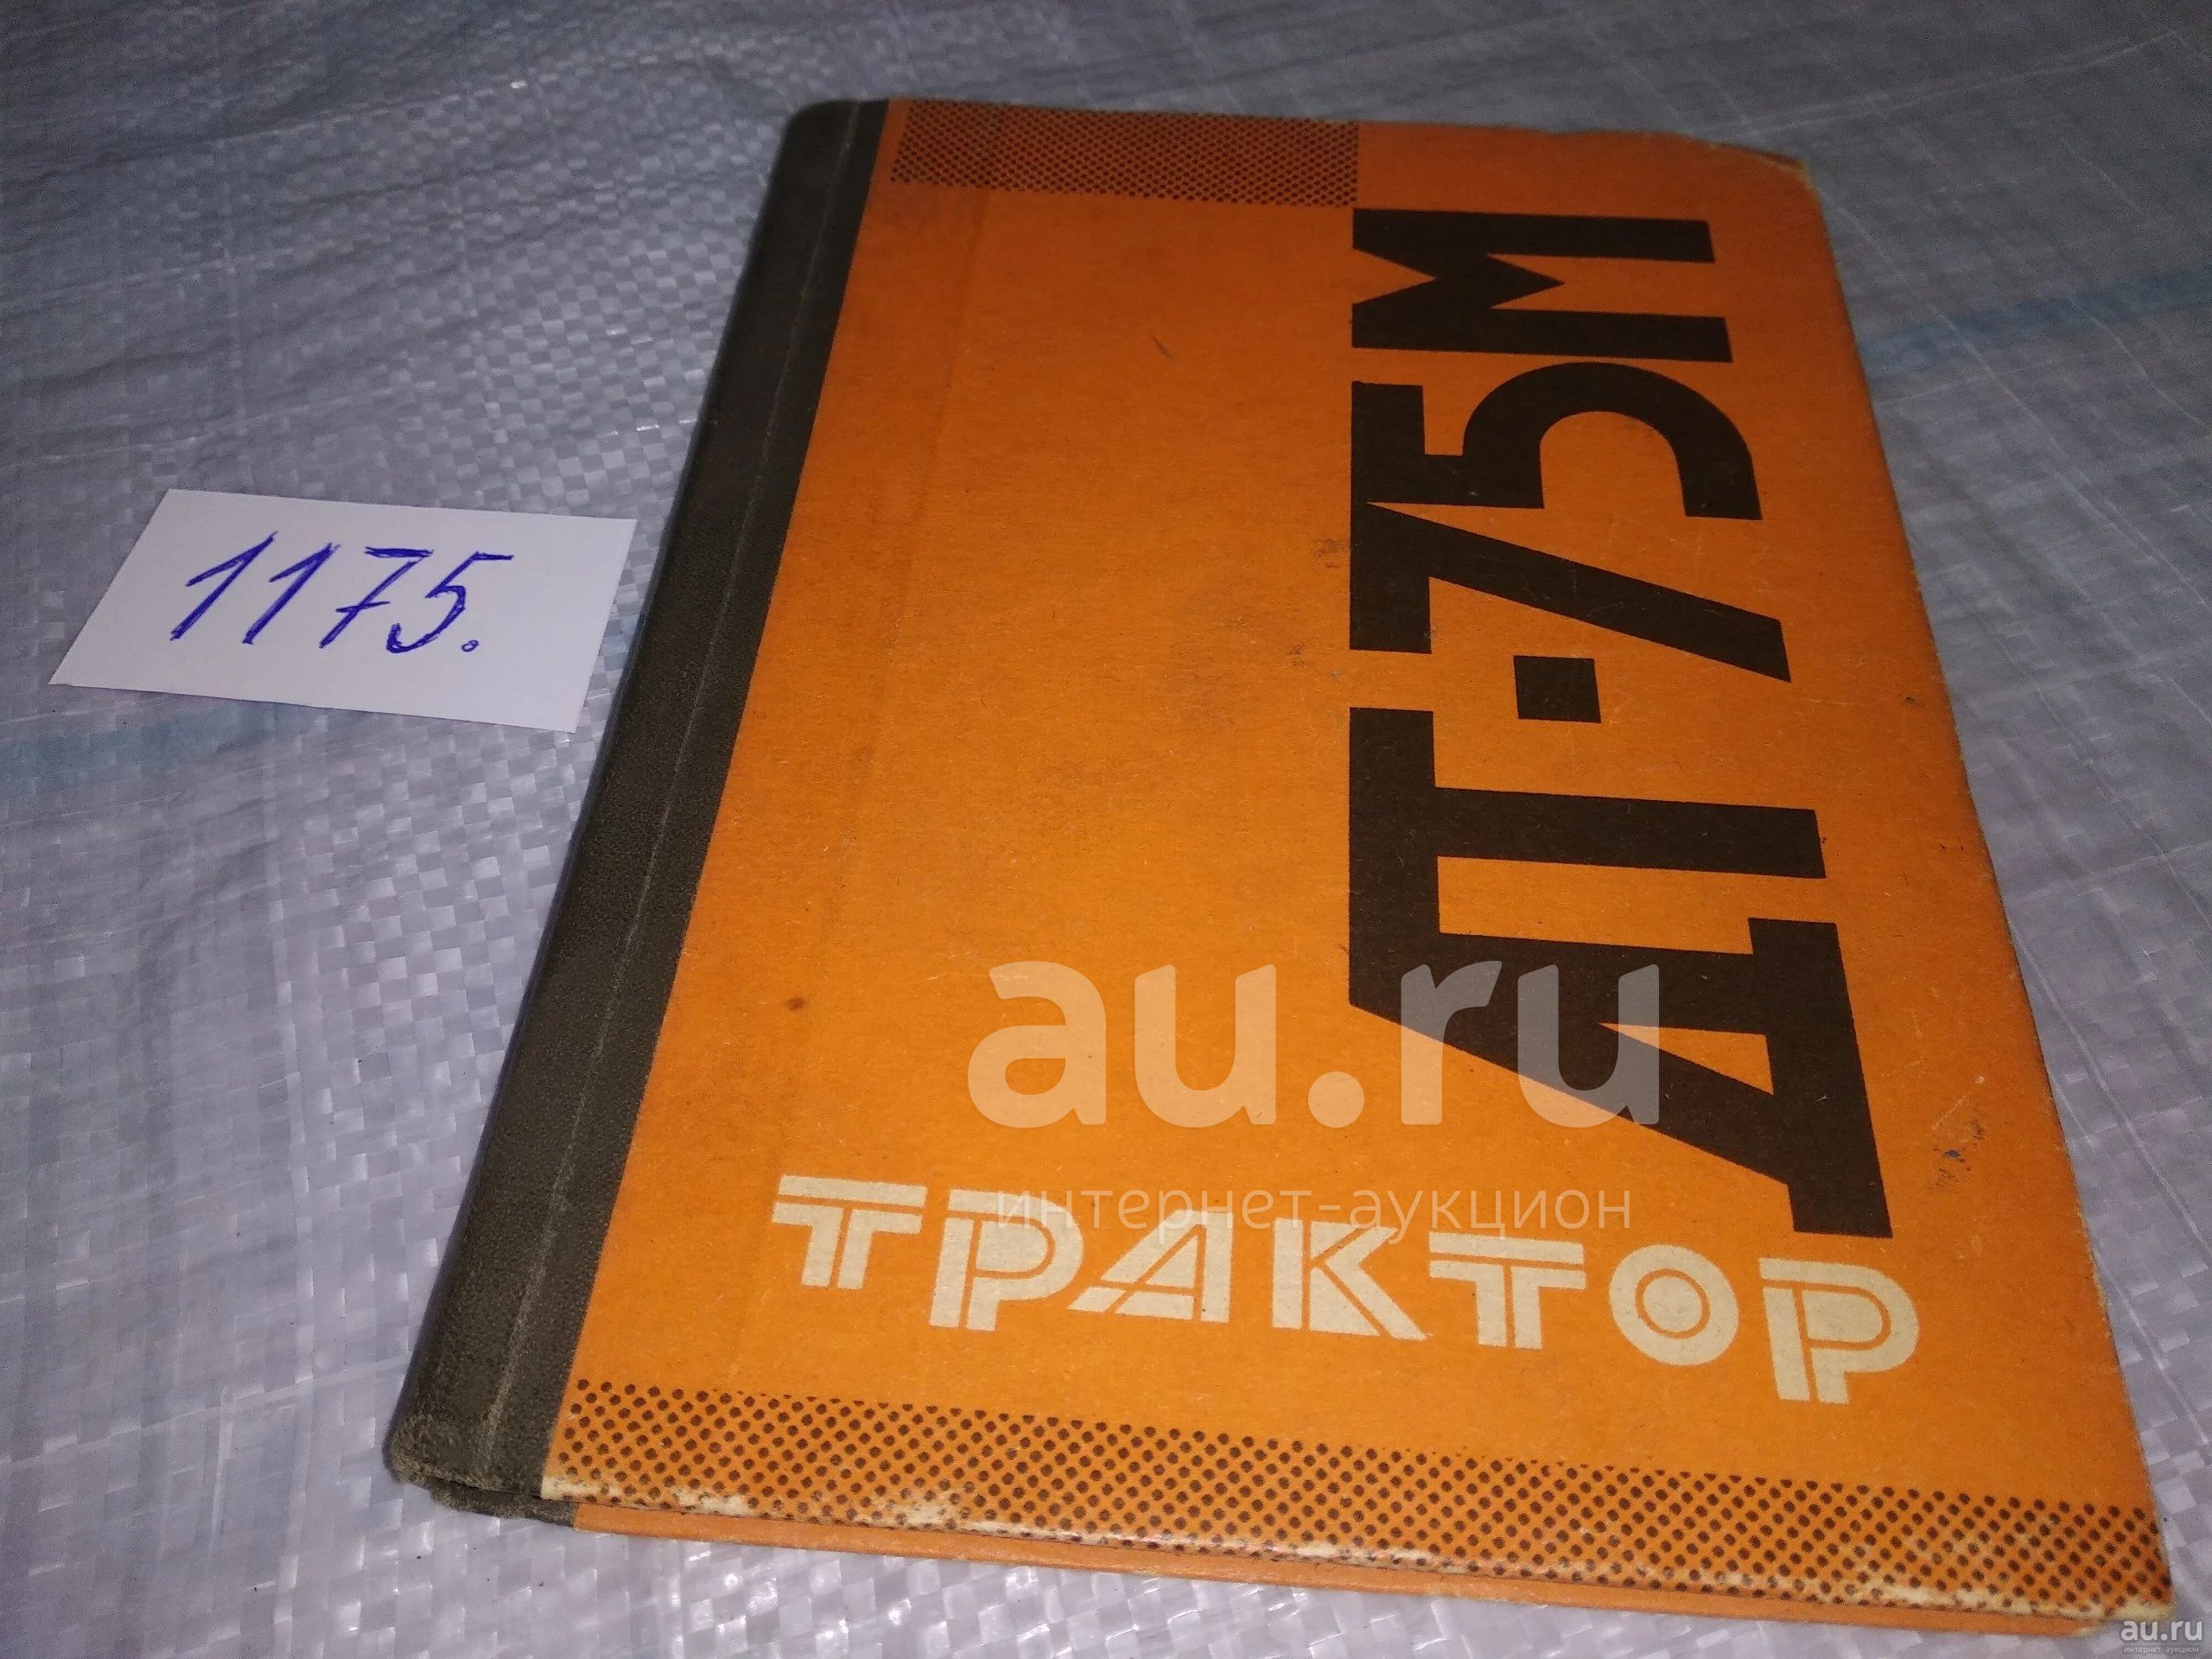 1175.
ДТ-75М
ТРАКТОР
au.ru
интернет-аукцион
au.ru
интернет-аукцион